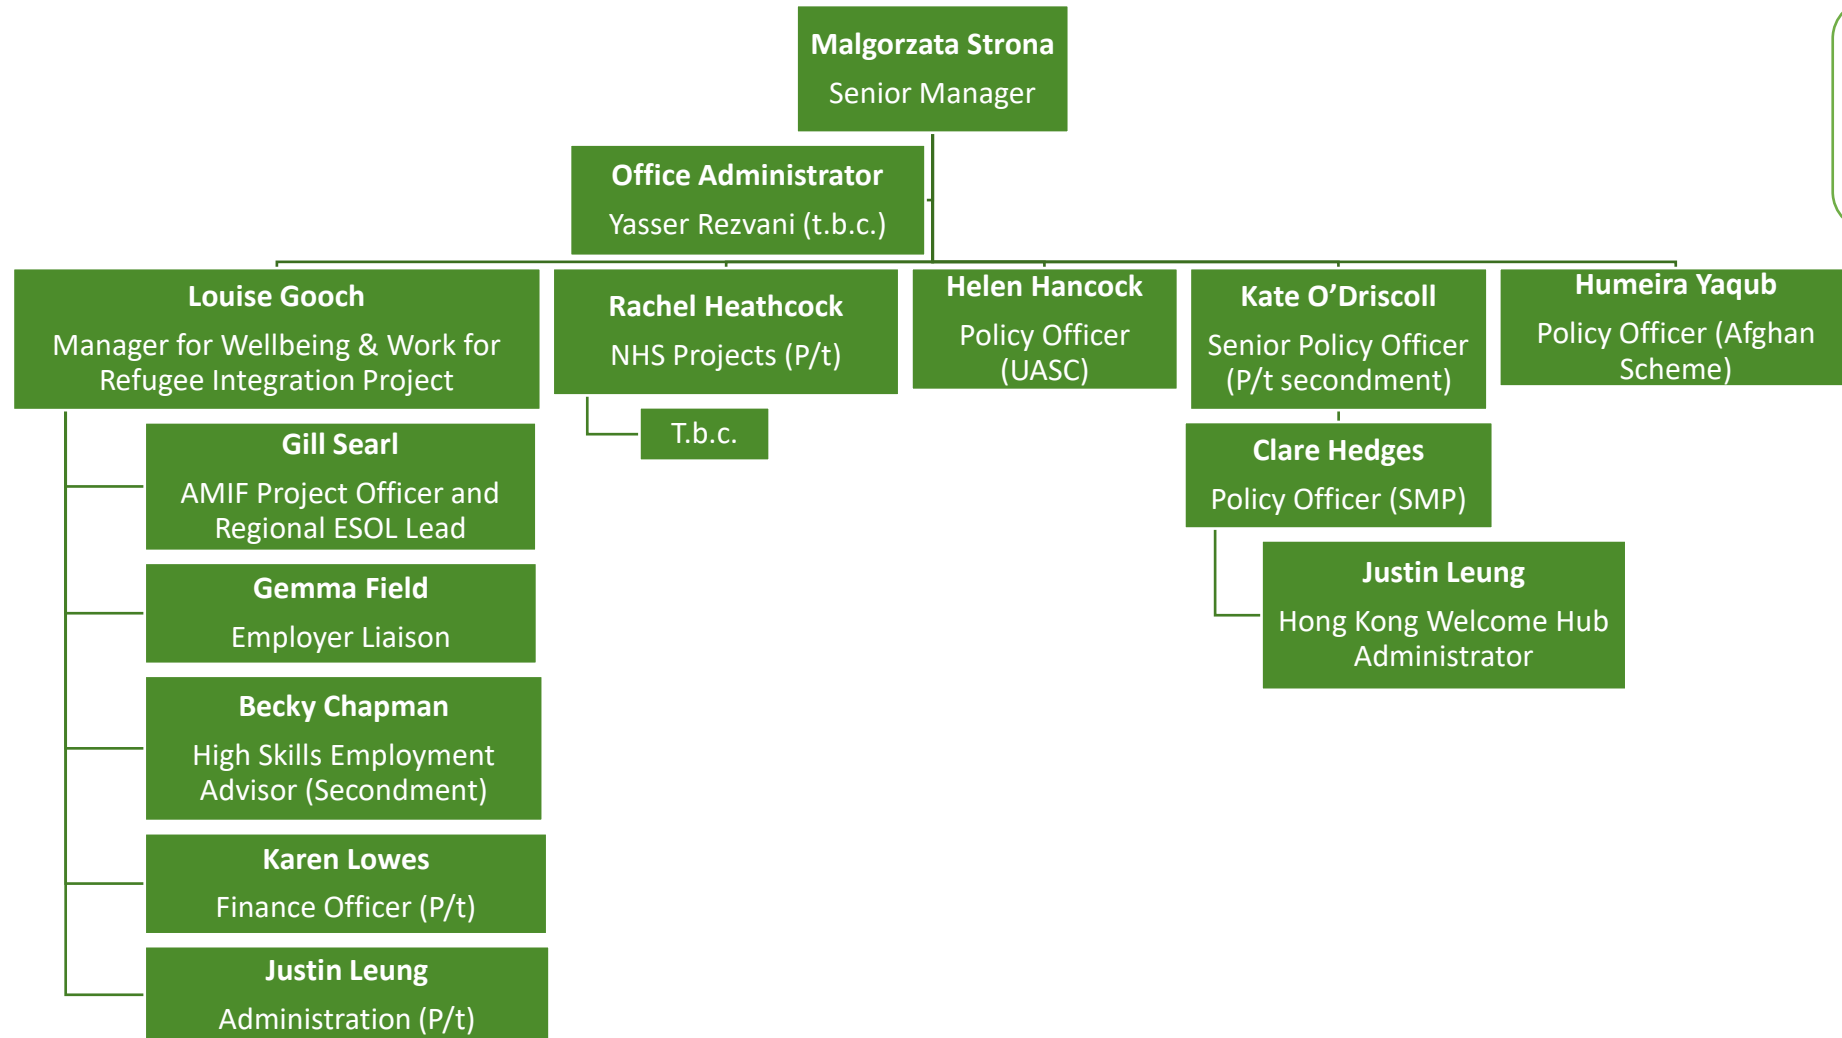 Malgorzata Strona
Senior Manager
Office Administrator
Yasser Rezvani (t.b.c.)
Louise Gooch
Manager for Wellbeing & Work for
Refugee Integration Project
Rachel Heathcock
NHS Projects (P/t)
Helen Hancock
Policy Officer
(UASC)
Kate O’Driscoll
Senior Policy Officer
(P/t secondment)
Humeira Yaqub
Policy Officer (Afghan
Scheme)
Gill Searl
AMIF Project Officer and
Regional ESOL Lead
Gemma Field
Employer Liaison
Becky Chapman
High Skills Employment
Advisor (Secondment)
Karen Lowes
Finance Officer (P/t)
Justin Leung
Administration (P/t)
T.b.c.
Clare Hedges
Policy Officer (SMP)
Justin Leung
Hong Kong Welcome Hub
Administrator